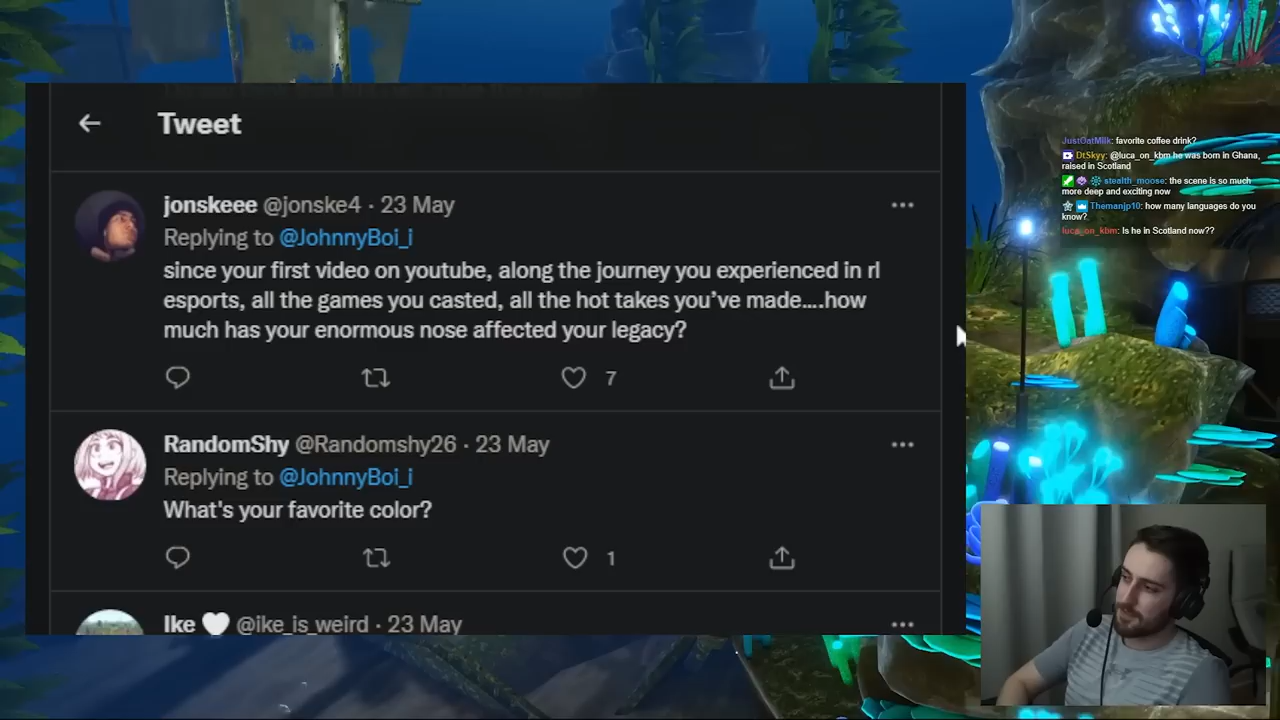 Tweet
jonskeee @jonske4 · 23 May
Replying to @JohnnyBoi_i
since your first video on youtube, along the journey you experienced in rl
esports, all the games you casted, all the hot takes you’ve made....how
much has your enormous nose affected your legacy?
7
RandomShy @Randomshy26 · 23 May
Replying to @JohnnyBoi_i
What's your favorite color?
1
Ike 🤍 @ike_is_weird · 23 May
JustOatMilk: favorite coffee drink?
DtSkyy: @luca_on_kbm he was born in Ghana,
raised in Scotland
stealth_moose: the scene is so much
more deep and exciting now
Themanjp10: how many languages do you
know?
luca_on_kbm: Is he in Scotland now??